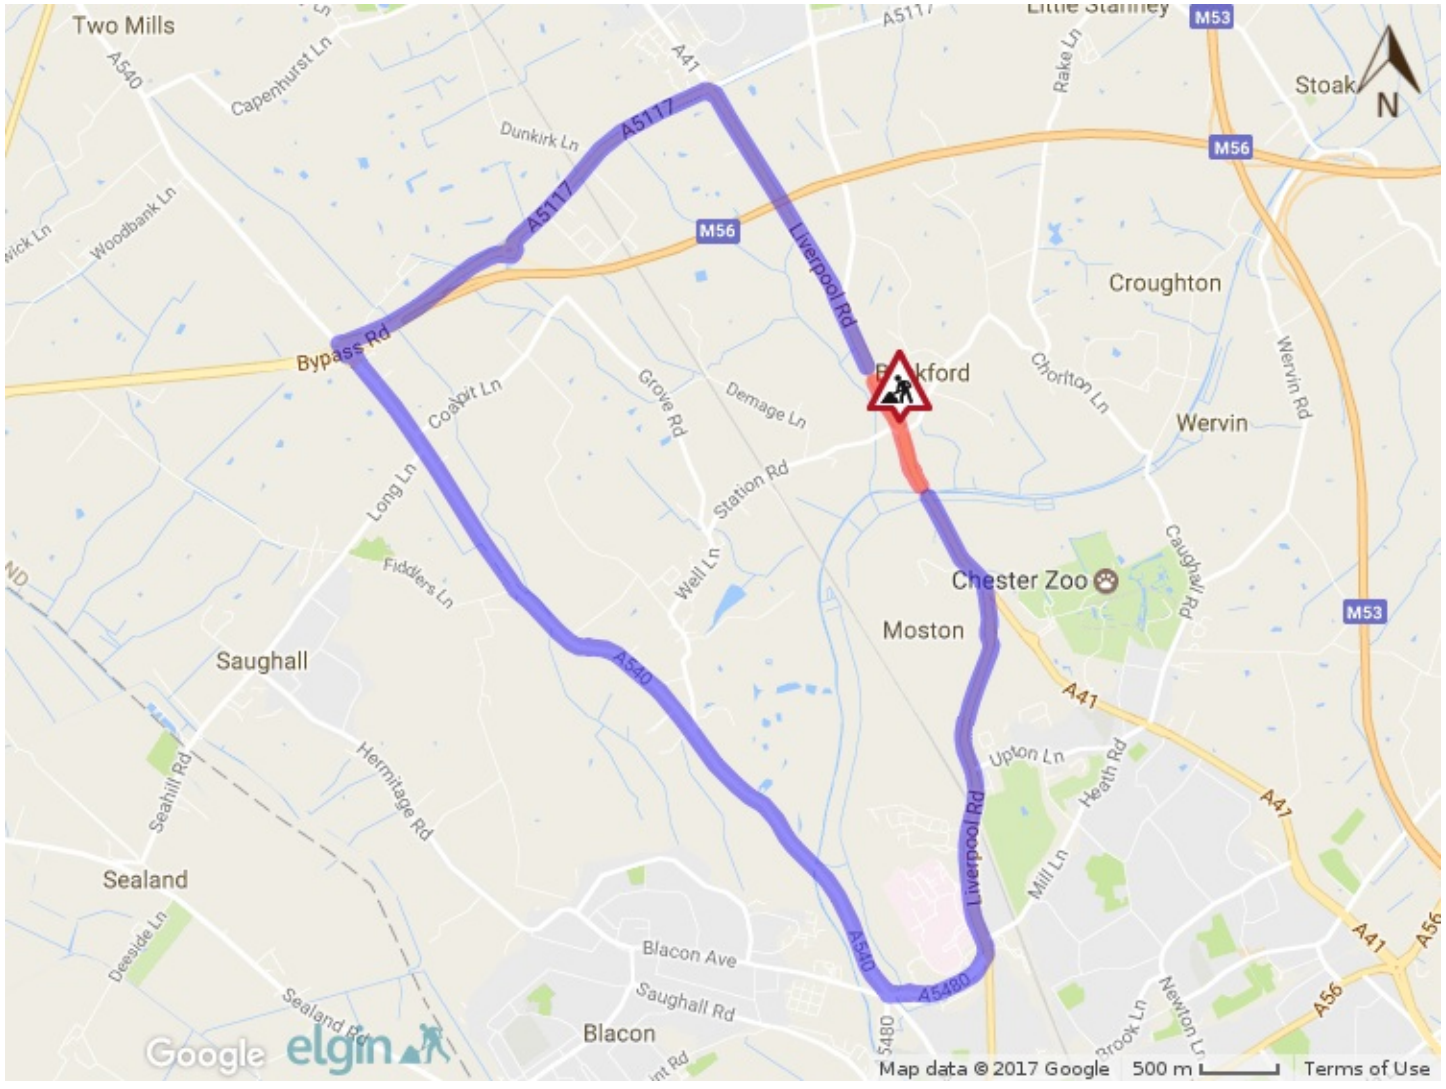 Two Mills
Little Stanney
M53
A5117
A41
A540
Capenhurst Ln
Rake Ln
Stoak
N
A5117
Dunkirk Ln
M56
Woodbank Ln
A5117
M56
Liverpool Rd
Croughton
Bypass Rd
Wervin Rd
Chorlton Ln
Coalpit Ln
Grove Rd
Demage Ln
Wervin
Long Ln
Station Rd
Fiddlers Ln
Well Ln
Caughall Rd
Chester Zoo
M53
Moston
Saughall
A540
A41
Upton Ln
Heath Rd
Hermitage Rd
Seahill Rd
A41
Liverpool Rd
Mill Ln
Sealand
Deeside Ln
A540
Blacon Ave
A5480
A41
A56
A56
Saughall Rd
Sealand Rd
Newton Ln
Brook Ln
5480
Blacon
Google elgin
Map data © 2017 Google 500 m Terms of Use